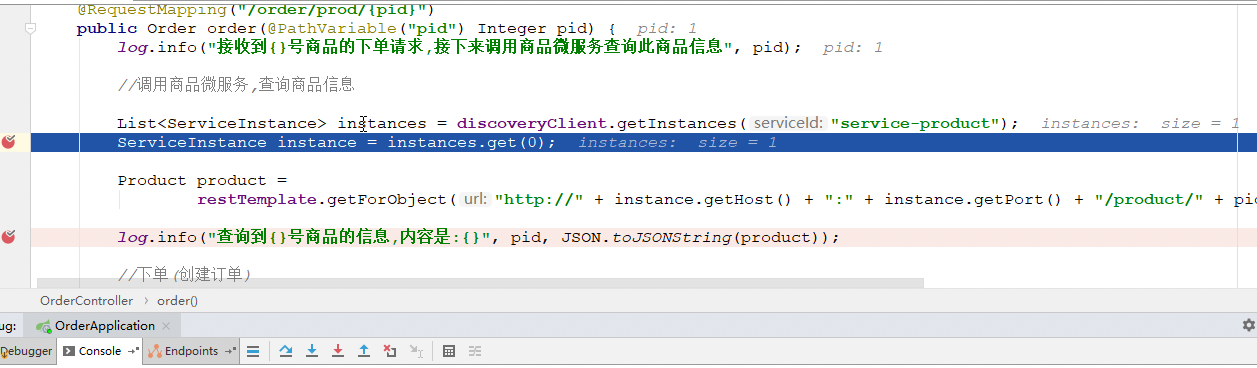 @RequestMapping("/order/prod/{pid}")
public Order order(@PathVariable("pid") Integer pid) { pid: 1
log.info("接收到{}号商品的下单请求,接下来调用商品微服务查询此商品信息", pid); pid: 1
//调用商品微服务,查询商品信息
List<ServiceInstance> instances = discoveryClient.getInstances( serviceId: "service-product"); instances: size = 1
ServiceInstance instance = instances.get(0); instances: size = 1
Product product =
restTemplate.getForObject( url: "http://" + instance.getHost() + ":" + instance.getPort() + "/product/" + pid
log.info("查询到{}号商品的信息,内容是:{}", pid, JSON.toJSONString(product));
//下单(创建订单)
OrderController › order()
ug: OrderApplication ×
Debugger Console Endpoints